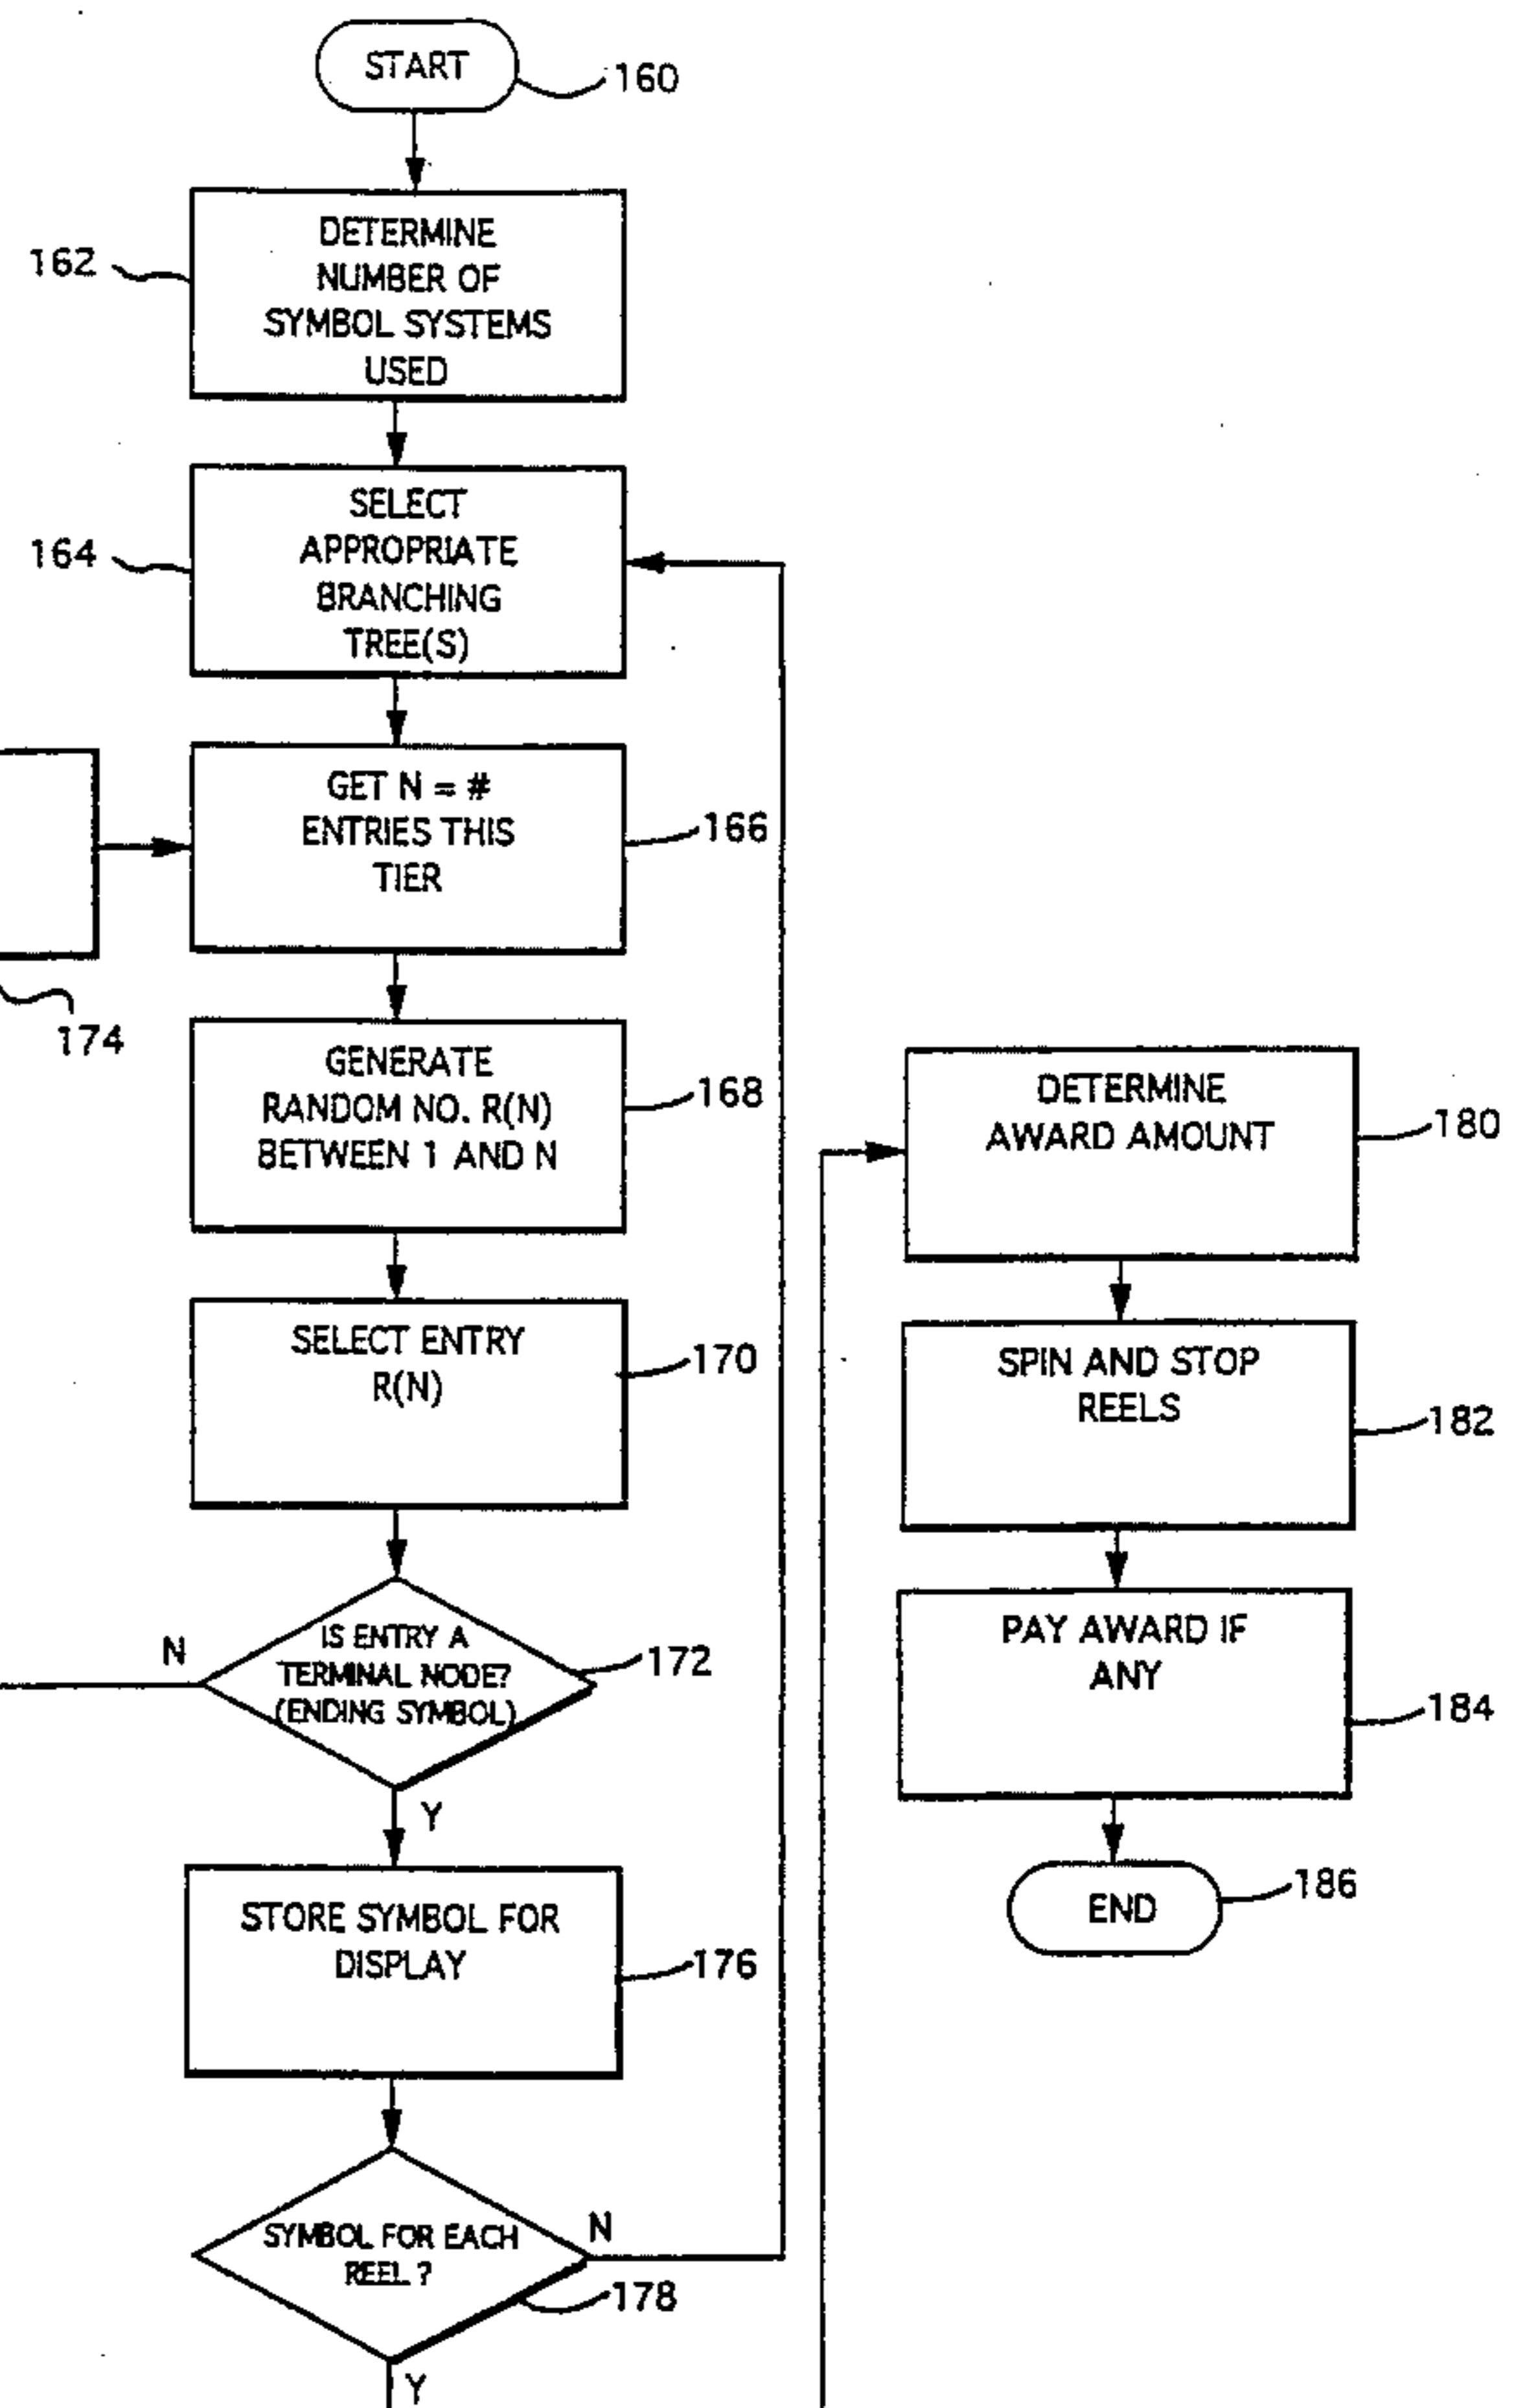 START
160
162
DETERMINE
NUMBER OF
SYMBOL SYSTEMS
USED
164
SELECT
APPROPRIATE
BRANCHING
TREE(S)
GET N = #
ENTRIES THIS
TIER
166
174
GENERATE
RANDOM NO. R(N)
BETWEEN 1 AND N
168
SELECT ENTRY
R(N)
170
N
IS ENTRY A
TERMINAL NODE?
(ENDING SYMBOL)
172
Y
STORE SYMBOL FOR
DISPLAY
176
SYMBOL FOR EACH
REEL?
N
178
Y
DETERMINE
AWARD AMOUNT
180
SPIN AND STOP
REELS
182
PAY AWARD IF
ANY
184
END
186